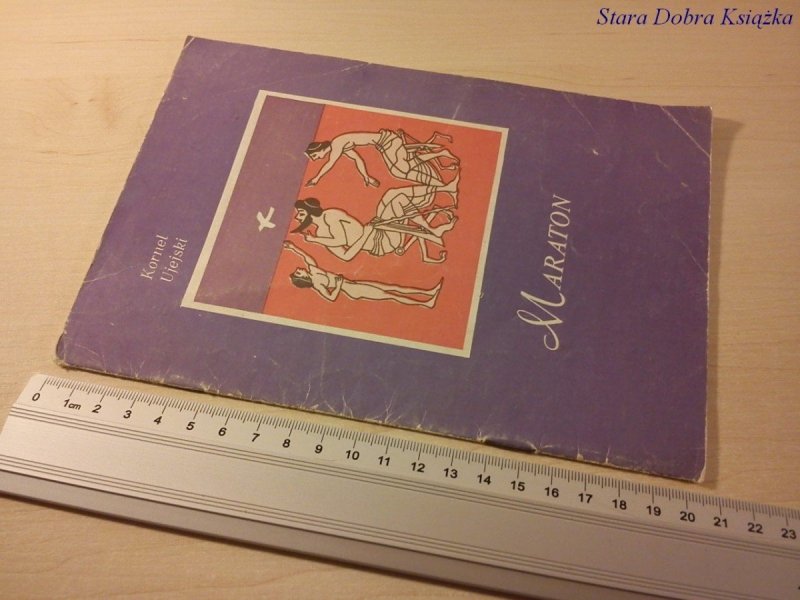 Stara Dobra Książka
Kornel
Ujejski
MARATON
0 1cm 2 3 4 5 6 7 8 9 10 11 12 13 14 15 16 17 18 19 20 21 22 23